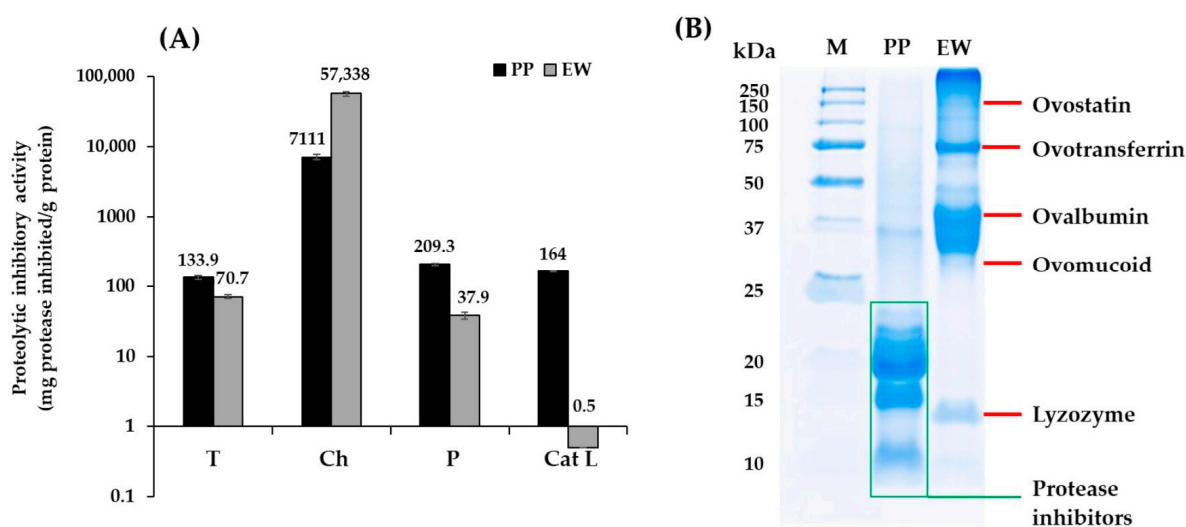 (A)
Proteolytic inhibitory activity
(mg protease inhibited/g protein)
100,000
10,000
1000
100
10
1
0.1
PP
EW
133.9
70.7
7111
57,338
209.3
37.9
164
0.5
T
Ch
P
Cat L
(B)
kDa
M
PP
EW
250
150
100
75
50
37
25
20
15
10
Ovostatin
Ovotransferrin
Ovalbumin
Ovomucoid
Lyzozyme
Protease
inhibitors